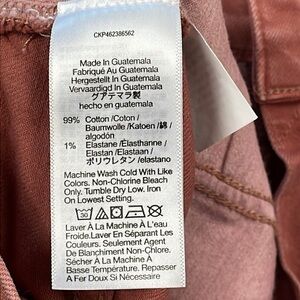 CKP462386562
Made In Guatemala
Fabriqué Au Guatemala
Hergestellt In Guatemala
Vervaardigd In Guatemala
グアテマラ製
hecho en guatemala
99% Cotton /Coton /
Baumwolle /Katoen /綿 /
algodón
1% Elastane /Élasthanne /
Elastan /Elastaan /
ポリウレタン /elastano
Machine Wash Cold With Like
Colors. Non-Chlorine Bleach
Only. Tumble Dry Low. Iron
On Lowest Setting.
Laver À La Machine À L'eau
Froide.Laver En Séparant Les
Couleurs. Seulement Agent
De Blanchiment Non-Chloré.
Sécher À La Machine À
Basse Température. Repasser
A Fer Doux Si Nécessaire